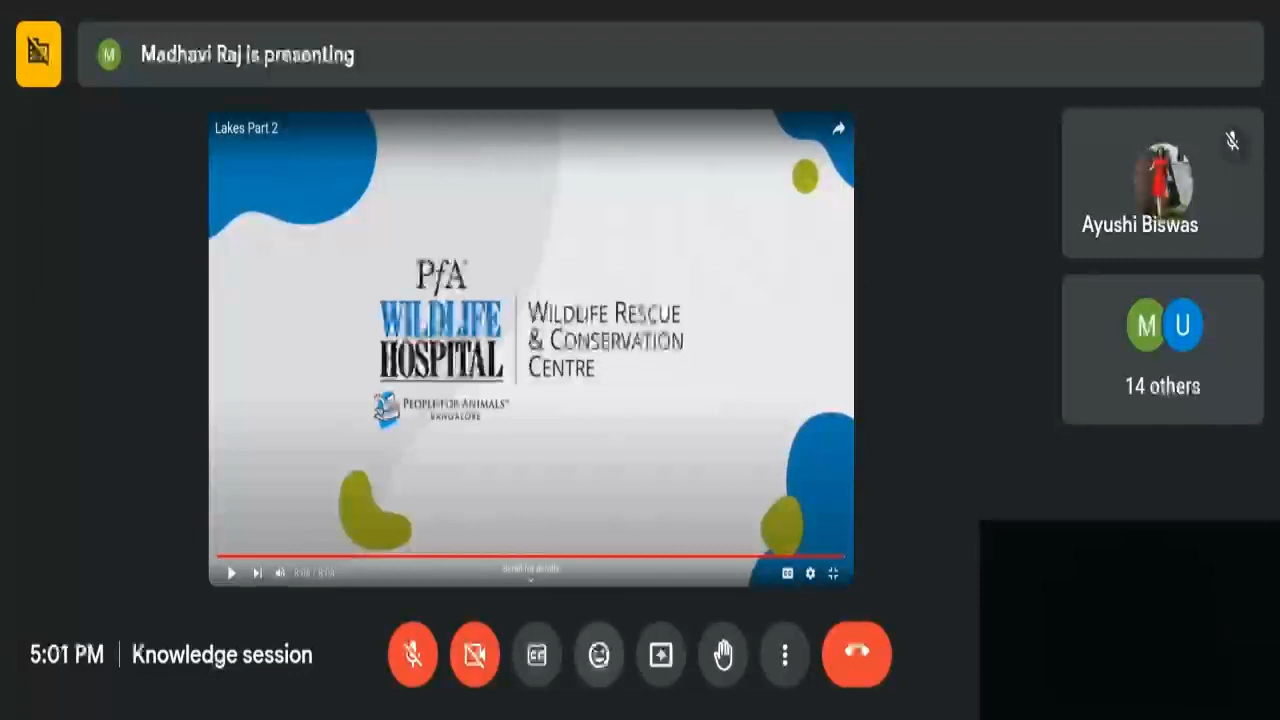 M
Madhavi Raj is presenting
Lakes Part 2
PfA
WILDLIFE
HOSPITAL
WILDLIFE RESCUE
& CONSERVATION
CENTRE
PEOPLE FOR ANIMALS
BANGALORE
Ayushi Biswas
M U
14 others
5:01 PM | Knowledge session